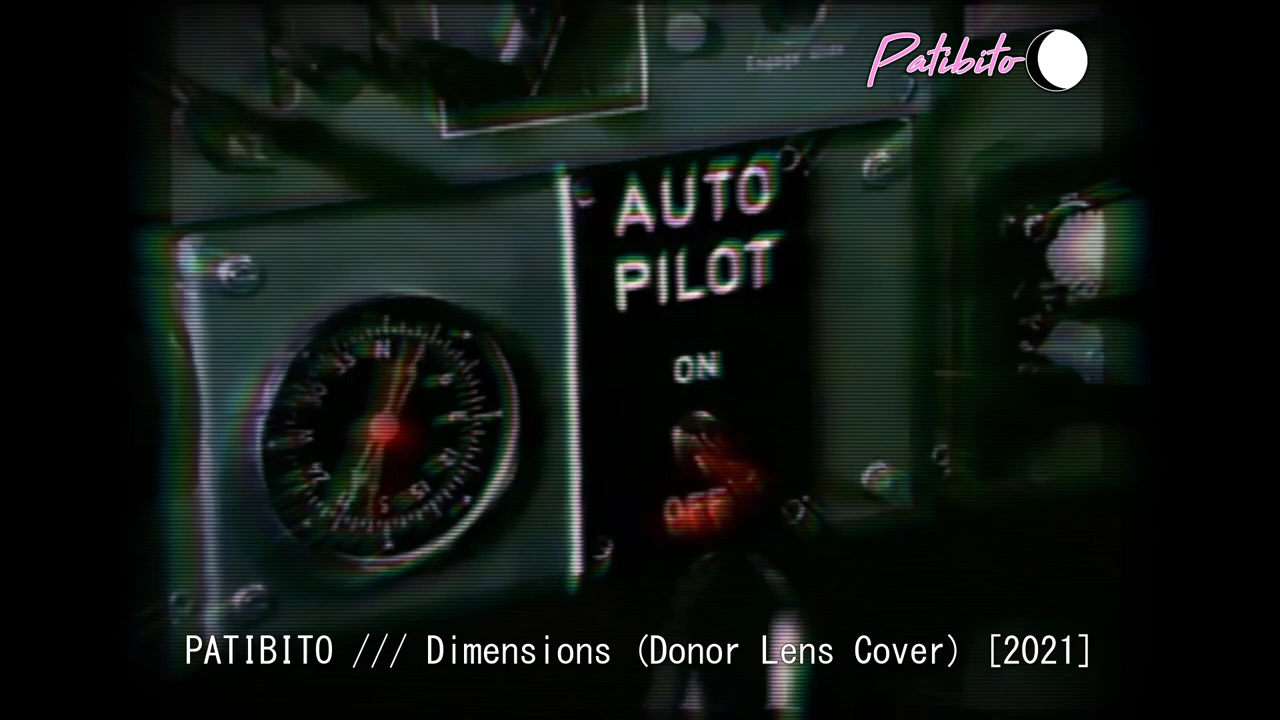 Patibito
AUTO
PILOT
ON
OFF
PATIBITO /// Dimensions (Donor Lens Cover) [2021]